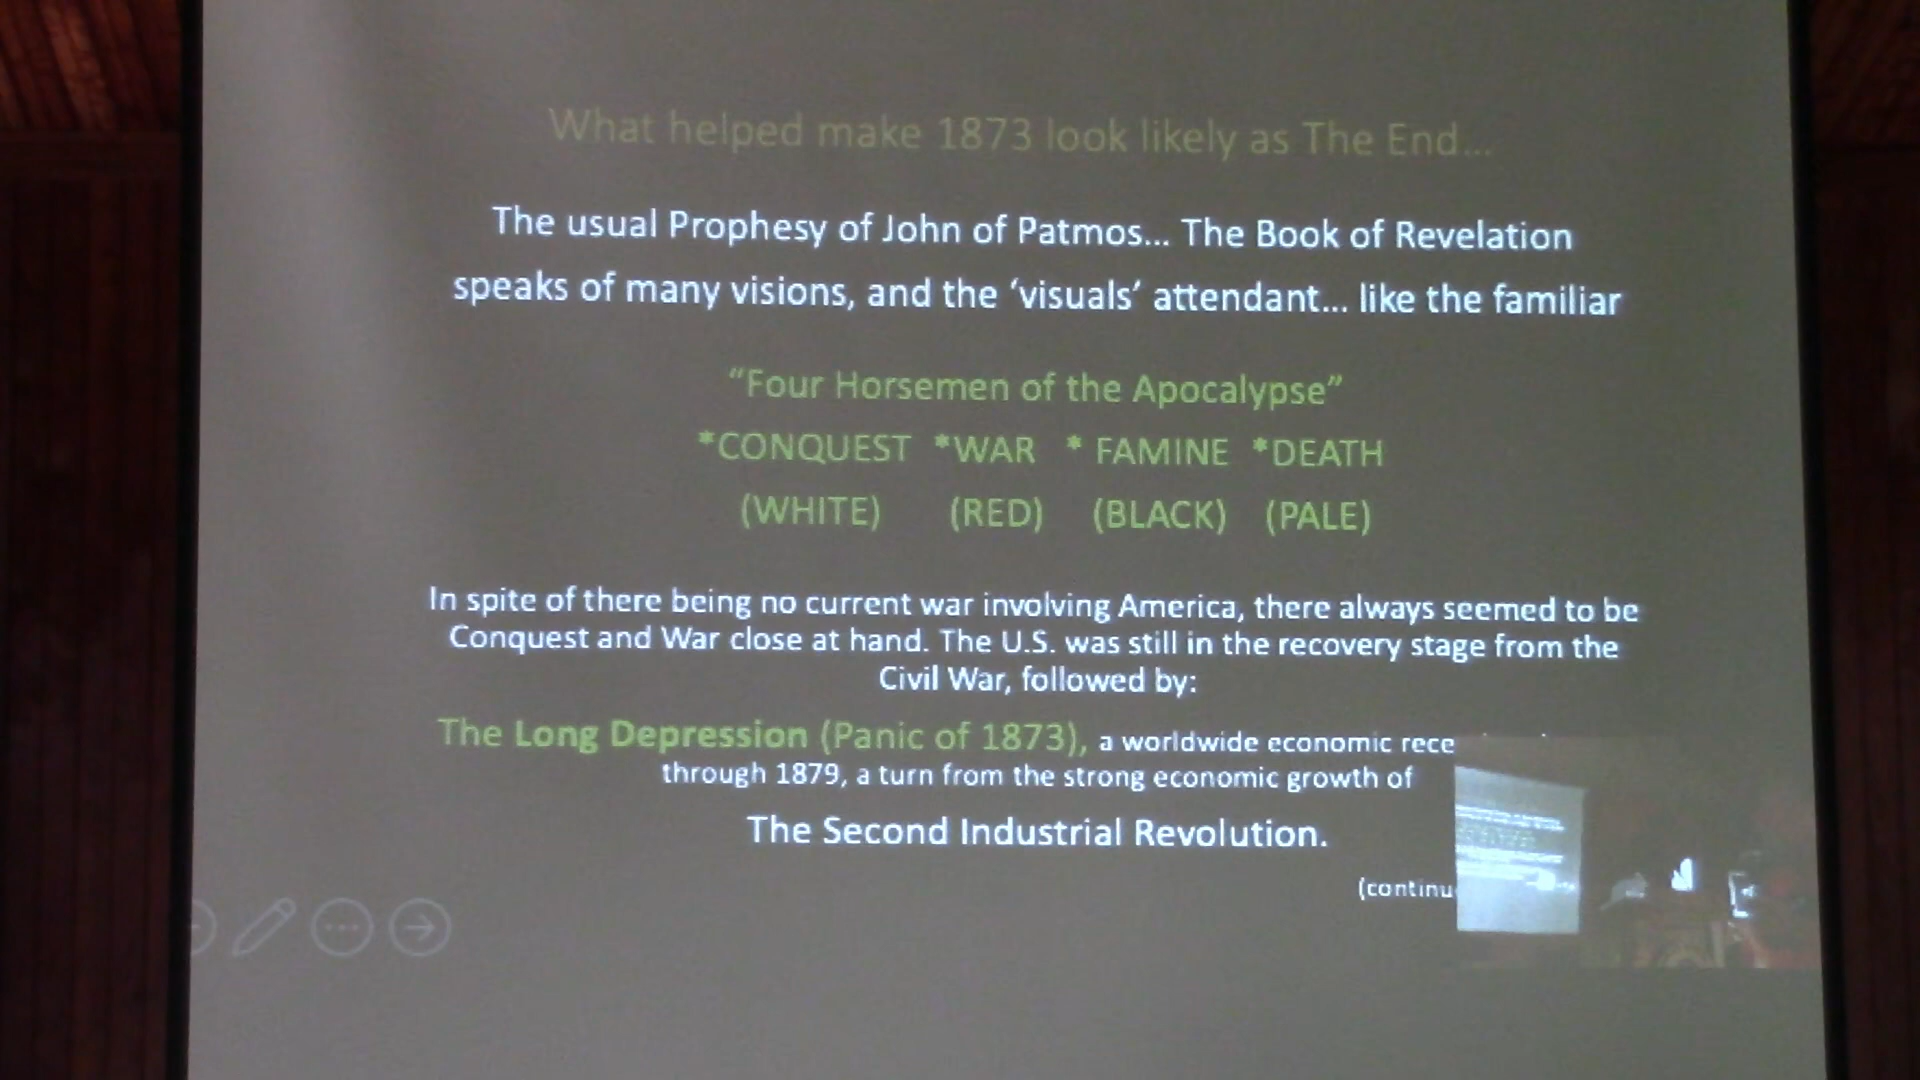 What helped make 1873 look likely as The End...
The usual Prophesy of John of Patmos... The Book of Revelation
speaks of many visions, and the ‘visuals’ attendant... like the familiar
“Four Horsemen of the Apocalypse”
*CONQUEST *WAR * FAMINE *DEATH
(WHITE) (RED) (BLACK) (PALE)
In spite of there being no current war involving America, there always seemed to be
Conquest and War close at hand. The U.S. was still in the recovery stage from the
Civil War, followed by:
The Long Depression (Panic of 1873), a worldwide economic rece
through 1879, a turn from the strong economic growth of
The Second Industrial Revolution.
(continu